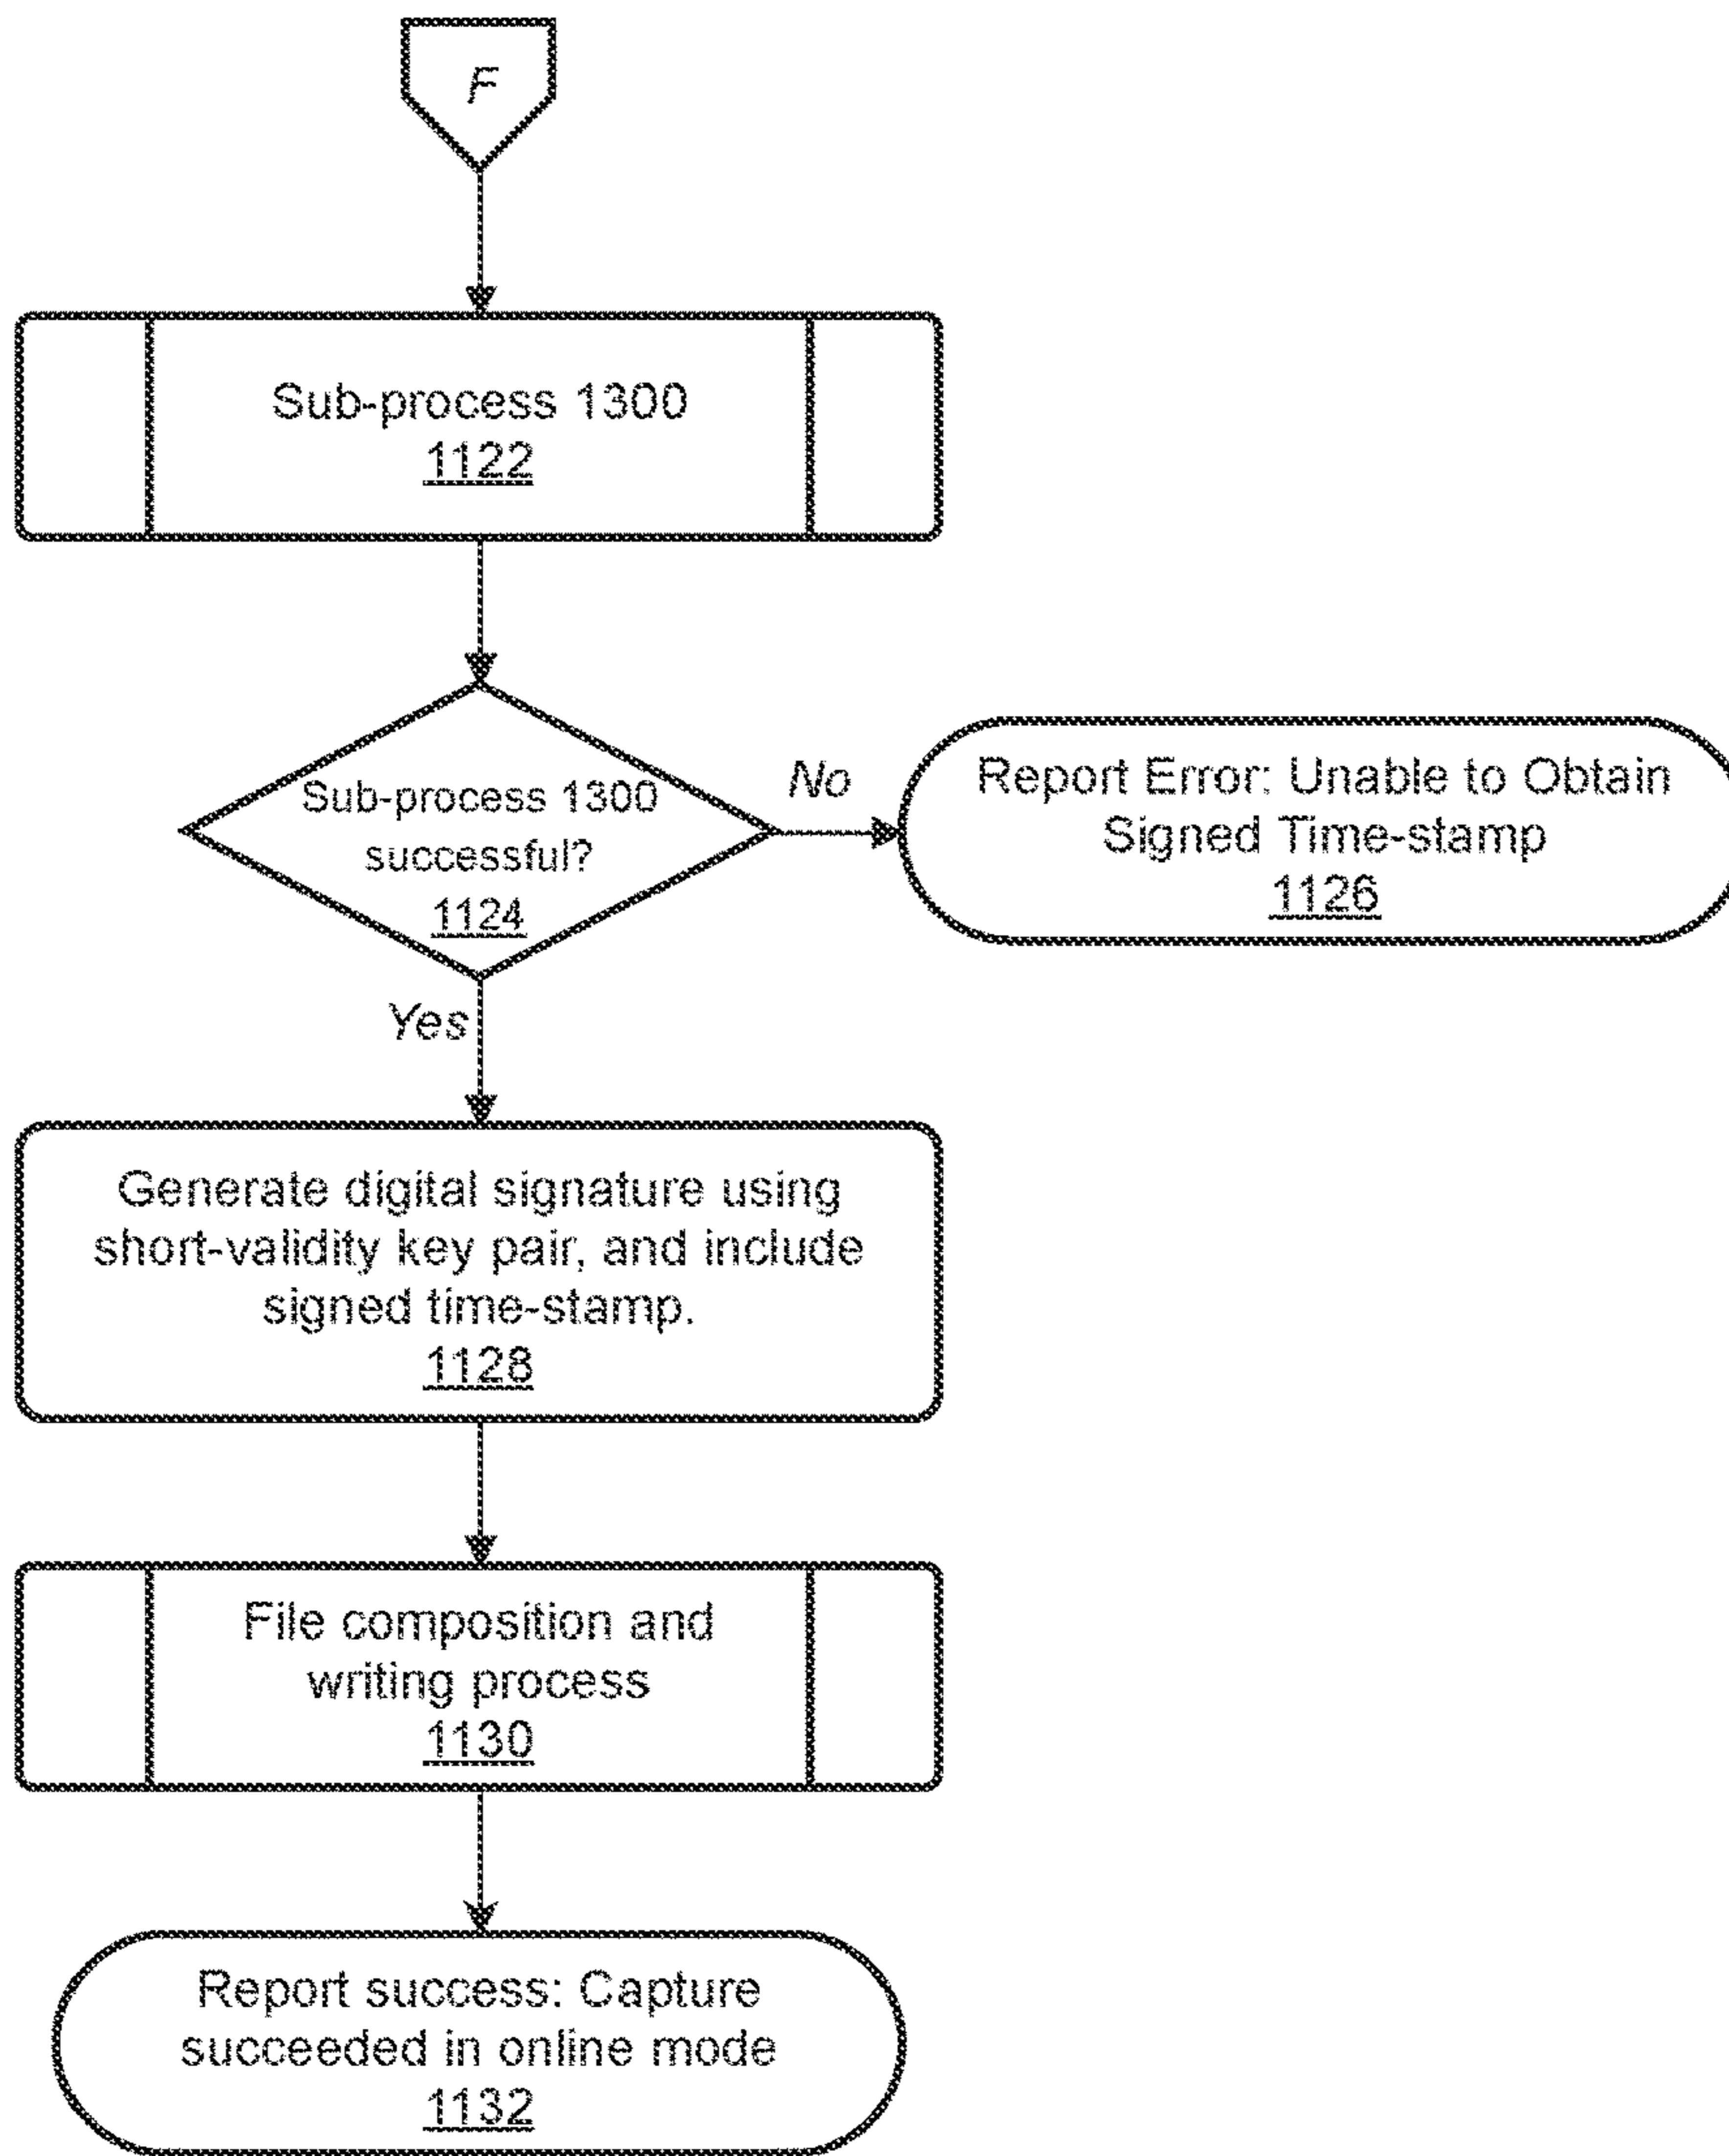 F
Sub-process 1300
1122
Sub-process 1300
successful?
1124
No
Report Error: Unable to Obtain
Signed Time-stamp
1126
Yes
Generate digital signature using
short-validity key pair, and include
signed time-stamp.
1128
File composition and
writing process
1130
Report success: Capture
succeeded in online mode
1132